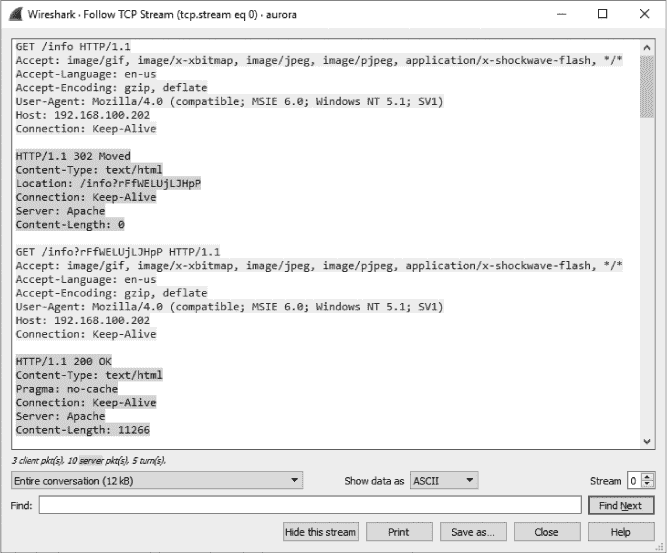 Wireshark · Follow TCP Stream (tcp.stream eq 0) · aurora
GET /info HTTP/1.1
Accept: image/gif, image/x-xbitmap, image/jpeg, image/pjpeg, application/x-shockwave-flash, */*
Accept-Language: en-us
Accept-Encoding: gzip, deflate
User-Agent: Mozilla/4.0 (compatible; MSIE 6.0; Windows NT 5.1; SV1)
Host: 192.168.100.202
Connection: Keep-Alive
HTTP/1.1 302 Moved
Content-Type: text/html
Location: /info?rFfWELUjLJHpP
Connection: Keep-Alive
Server: Apache
Content-Length: 0
GET /info?rFfWELUjLJHpP HTTP/1.1
Accept: image/gif, image/x-xbitmap, image/jpeg, image/pjpeg, application/x-shockwave-flash, */*
Accept-Language: en-us
Accept-Encoding: gzip, deflate
User-Agent: Mozilla/4.0 (compatible; MSIE 6.0; Windows NT 5.1; SV1)
Host: 192.168.100.202
Connection: Keep-Alive
HTTP/1.1 200 OK
Content-Type: text/html
Pragma: no-cache
Connection: Keep-Alive
Server: Apache
Content-Length: 11266
3 client pkt(s), 10 server pkt(s), 5 turn(s).
Entire conversation (12 kB) Show data as ASCII Stream 0
Find: Find Next
Hide this stream Print Save as... Close Help